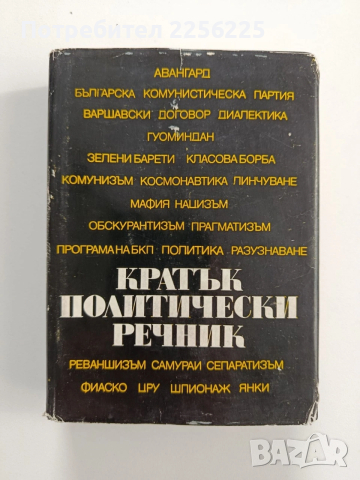 Потребител 2256225
АВАНГАРД
БЪЛГАРСКА КОМУНИСТИЧЕСКА ПАРТИЯ
ВАРШАВСКИ ДОГОВОР ДИАЛЕКТИКА
ГУОМИНДАН
ЗЕЛЕНИ БАРЕТИ КЛАСОВА БОРБА
КОМУНИЗЪМ КОСМОНАВТИКА ЛИНЧУВАНЕ
МАФИЯ НАЦИЗЪМ
ОБСКУРАНТИЗЪМ ПРАГМАТИЗЪМ
ПРОГРАМА НА БКП ПОЛИТИКА РАЗУЗНАВАНЕ
КРАТЪК
ПОЛИТИЧЕСКИ
РЕЧНИК
РЕВАНШИЗЪМ САМУРАИ СЕПАРАТИЗЪМ
ФИАСКО ЦРУ ШПИОНАЖ ЯНКИ
BAZAR